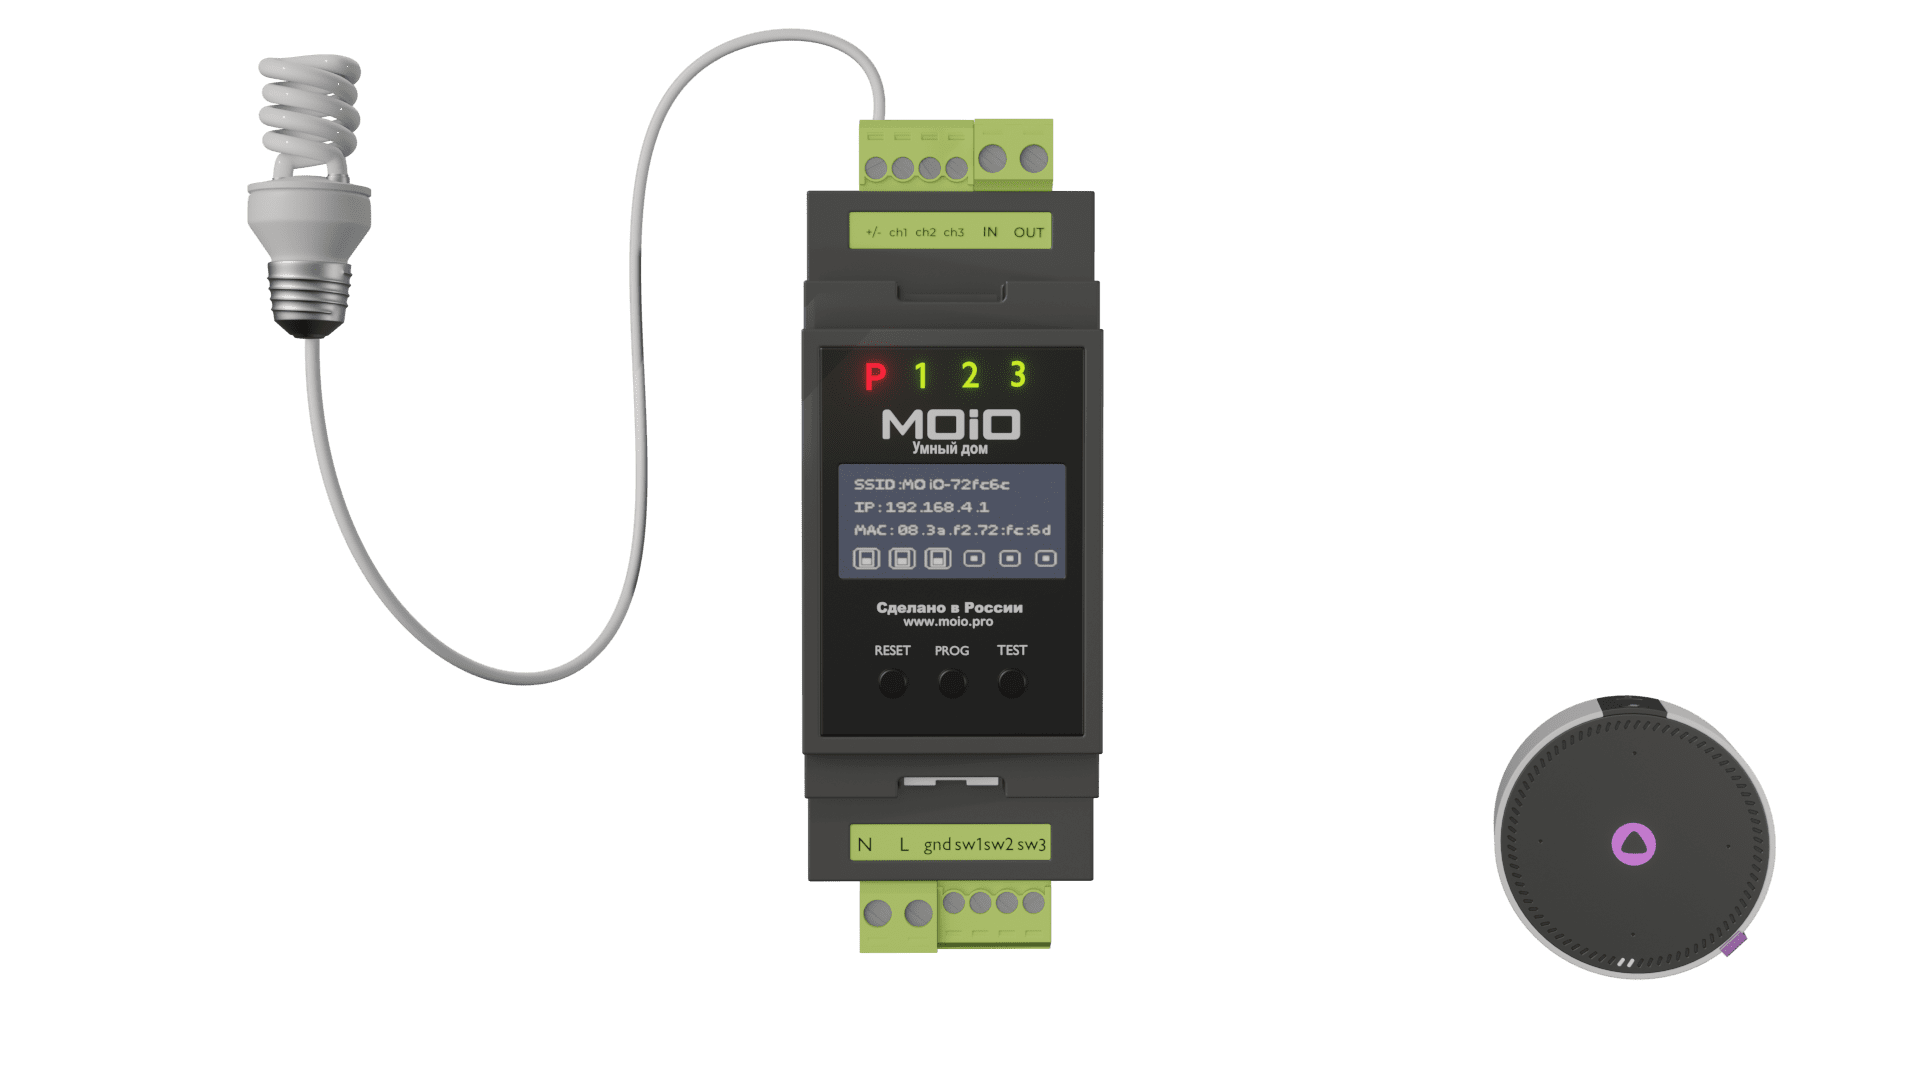 +/- ch1 ch2 ch3 IN OUT
P 1 2 3
MOiO
Умный дом
SSID:MOiO-72fc6c
IP:192.168.4.1
MAC:08.3a.f2.72:fc:6d
Сделано в России
www.moio.pro
RESET PROG TEST
N L gnd sw1 sw2 sw3